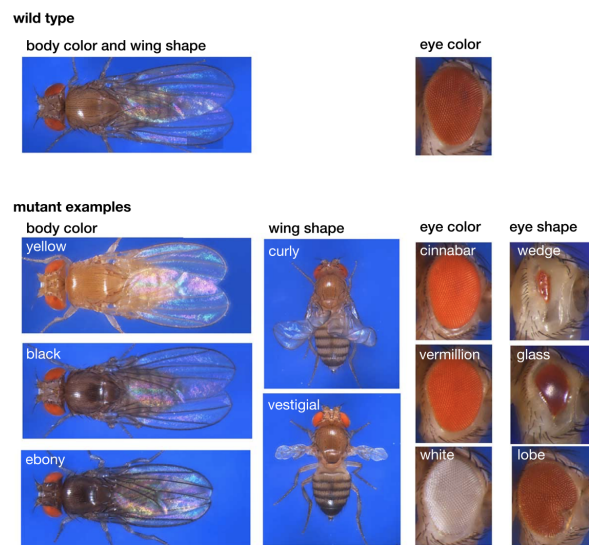 wild type
body color and wing shape
eye color
mutant examples
body color
wing shape
eye color
eye shape
yellow
curly
cinnabar
wedge
black
vermillion
glass
vestigial
ebony
white
lobe